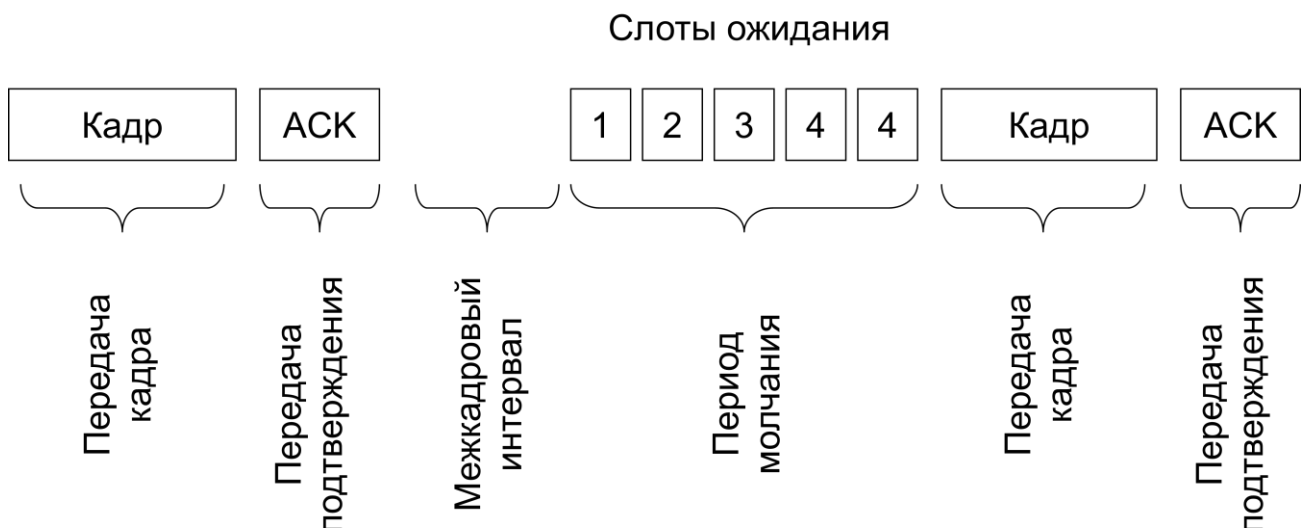 Слоты ожидания
Кадр
ACK
1
2
3
4
4
Кадр
ACK
Передача
кадра
Передача
подтверждения
Межкадровый
интервал
Период
молчания
Передача
кадра
Передача
подтверждения